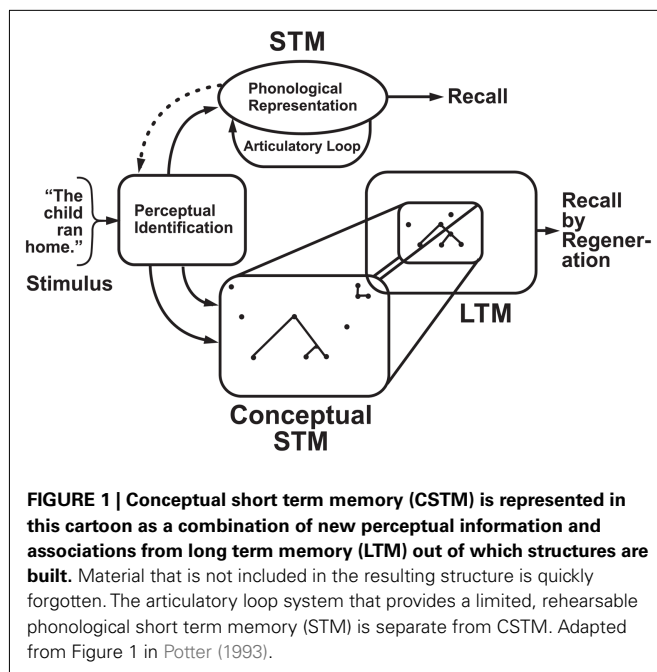 STM
Phonological
Representation
Recall
Articulatory Loop
“The
child
ran
home.”
Stimulus
Perceptual
Identification
Recall
by
Regener-
ation
LTM
Conceptual
STM
FIGURE 1 | Conceptual short term memory (CSTM) is represented in
this cartoon as a combination of new perceptual information and
associations from long term memory (LTM) out of which structures are
built. Material that is not included in the resulting structure is quickly
forgotten. The articulatory loop system that provides a limited, rehearsable
phonological short term memory (STM) is separate from CSTM. Adapted
from Figure 1 in Potter (1993).